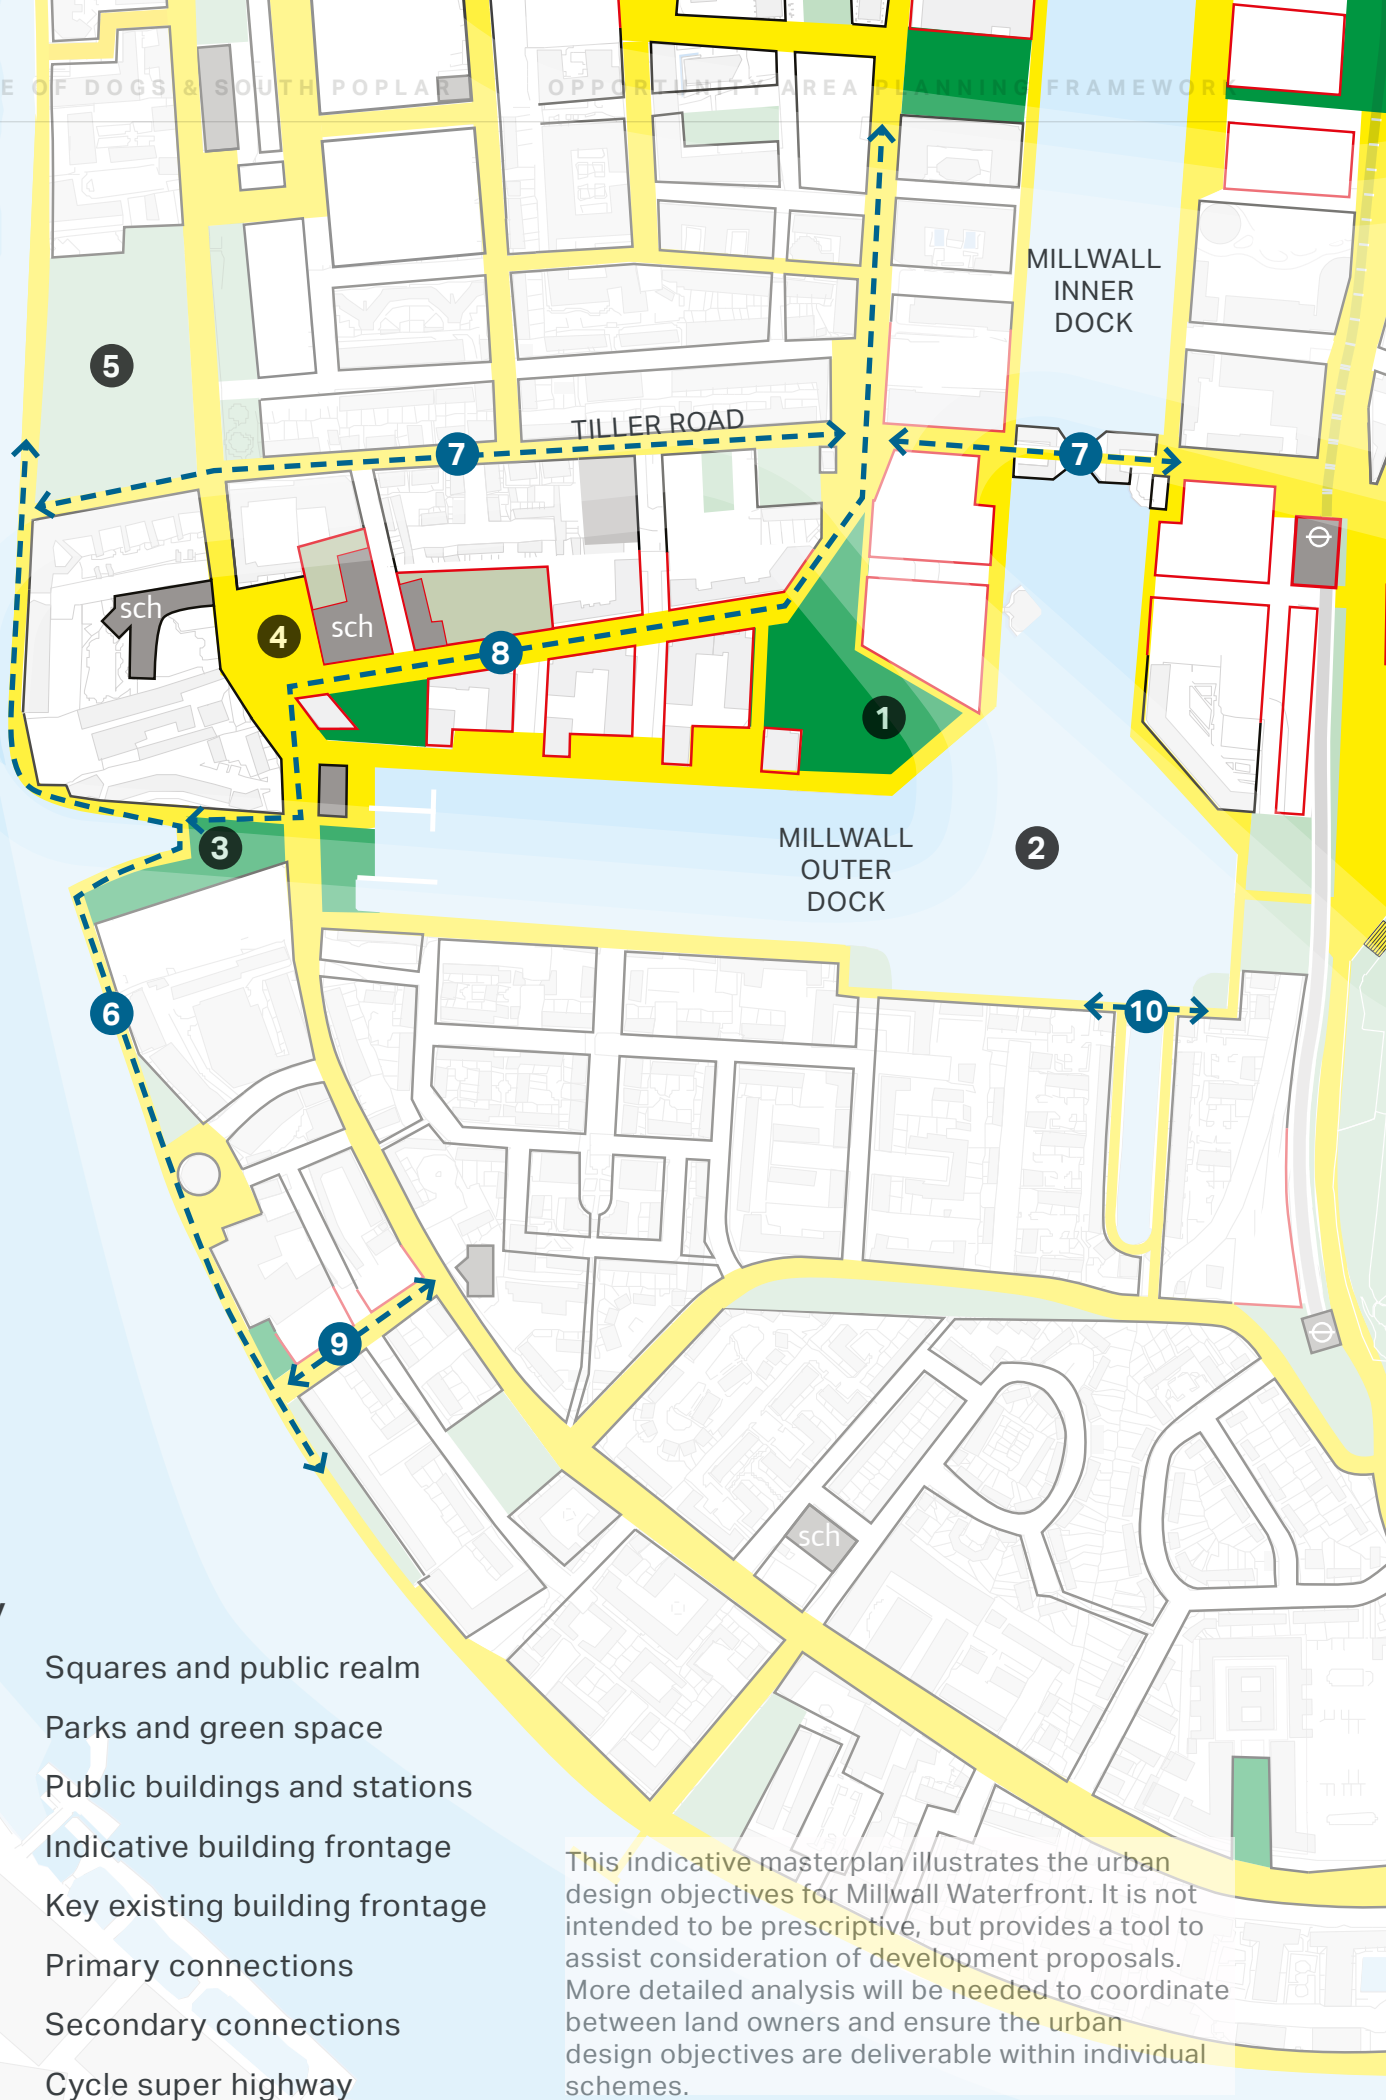 E OF DOGS & SOUTH POPLAR
OPPORTUNITY AREA PLANNING FRAMEWORK
MILLWALL
INNER
DOCK
5
TILLER ROAD
7
7
sch
sch
4
8
1
3
MILLWALL
OUTER
DOCK
2
6
10
9
sch
Squares and public realm
Parks and green space
Public buildings and stations
Indicative building frontage
Key existing building frontage
Primary connections
Secondary connections
Cycle super highway
This indicative masterplan illustrates the urban
design objectives for Millwall Waterfront. It is not
intended to be prescriptive, but provides a tool to
assist consideration of development proposals.
More detailed analysis will be needed to coordinate
between land owners and ensure the urban
design objectives are deliverable within individual
schemes.